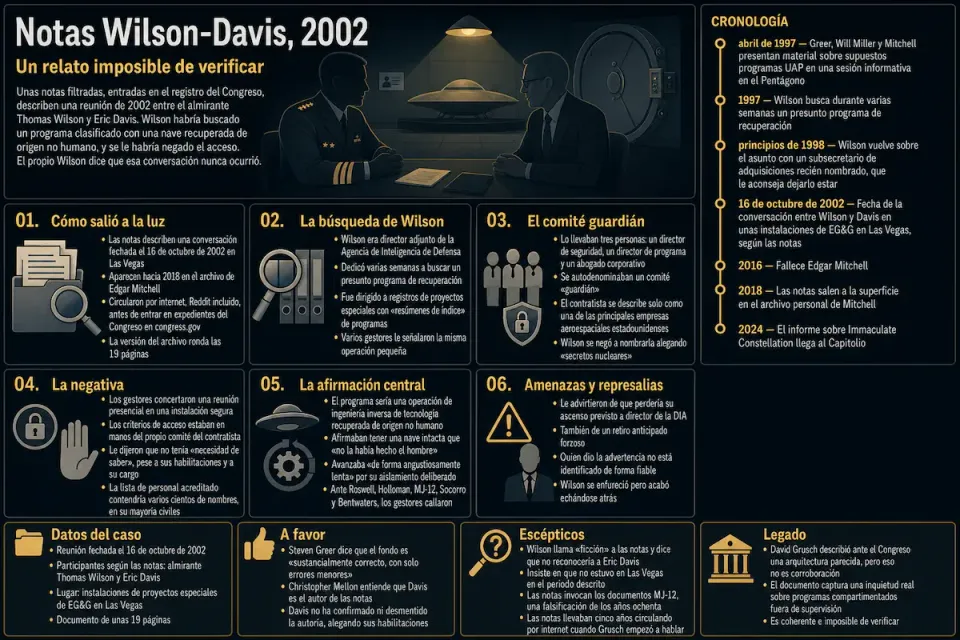 Notas Wilson-Davis, 2002
Un relato imposible de verificar
Unas notas filtradas, entradas en el registro del Congreso,
describen una reunión de 2002 entre el almirante
Thomas Wilson y Eric Davis. Wilson habría buscado
un programa clasificado con una nave recuperada de
origen no humano, y se le habría negado el acceso.
El propio Wilson dice que esa conversación nunca ocurrió.
CRONOLOGÍA
abril de 1997 — Greer, Will Miller y Mitchell
presentan material sobre supuestos
programas UAP en una sesión informativa
en el Pentágono
1997 — Wilson busca durante varias
semanas un presunto programa de
recuperación
principios de 1998 — Wilson vuelve sobre
el asunto con un subsecretario de
adquisiciones recién nombrado, que
le aconseja dejarlo estar
16 de octubre de 2002 — Fecha de la
conversación entre Wilson y Davis en
unas instalaciones de EG&G en Las Vegas,
según las notas
2016 — Fallece Edgar Mitchell
2018 — Las notas salen a la superficie
en el archivo personal de Mitchell
2024 — El informe sobre Immaculate
Constellation llega al Capitolio
01. Cómo salió a la luz
• Las notas describen una conversación
fechada el 16 de octubre de 2002 en
Las Vegas
• Aparecen hacia 2018 en el archivo de
Edgar Mitchell
• Circularon por internet, Reddit incluido,
antes de entrar en expedientes del
Congreso en congress.gov
• La versión del archivo ronda las
19 páginas
02. La búsqueda de Wilson
• Wilson era director adjunto de la
Agencia de Inteligencia de Defensa
• Dedicó varias semanas a buscar un
presunto programa de recuperación
• Fue dirigido a registros de proyectos
especiales con «resúmenes de índice»
de programas
• Varios gestores le señalaron la misma
operación pequeña
03. El comité guardián
• Lo llevaban tres personas: un director
de seguridad, un director de programa
y un abogado corporativo
• Se autodenominaban un comité
«guardián»
• El contratista se describe solo como
una de las principales empresas
aeroespaciales estadounidenses
• Wilson se negó a nombrarla alegando
«secretos nucleares»
04. La negativa
• Los gestores concertaron una reunión
presencial en una instalación segura
• Los criterios de acceso estaban en
manos del propio comité del contratista
• Le dijeron que no tenía «necesidad de
saber», pese a sus habilitaciones y a
su cargo
• La lista de personal acreditado
contendría varios cientos de nombres,
en su mayoría civiles
05. La afirmación central
• El programa sería una operación de
ingeniería inversa de tecnología
recuperada de origen no humano
• Afirmaban tener una nave intacta que
«no la había hecho el hombre»
• Avanzaba «de forma angustiosamente
lenta» por su aislamiento deliberado
• Ante Roswell, Holloman, MJ-12, Socorro
y Bentwaters, los gestores callaron
06. Amenazas y represalias
• Le advirtieron de que perdería su
ascenso previsto a director de la DIA
• También de un retiro anticipado
forzoso
• Quien dio la advertencia no está
identificado de forma fiable
• Wilson se enfureció pero acabó
echándose atrás
Datos del caso
• Reunión fechada el 16 de octubre de 2002
• Participantes según las notas: almirante
Thomas Wilson y Eric Davis
• Lugar: instalaciones de proyectos especiales
de EG&G en Las Vegas
• Documento de unas 19 páginas
A favor
• Steven Greer dice que el fondo es
«sustancialmente correcto, con solo
errores menores»
• Christopher Mellon entiende que Davis
es el autor de las notas
• Davis no ha confirmado ni desmentido
la autoría, alegando sus habilitaciones
Escépticos
• Wilson llama «ficción» a las notas y dice
que no reconocería a Eric Davis
• Insiste en que no estuvo en Las Vegas
en el periodo descrito
• Las notas invocan los documentos MJ-12,
una falsificación de los años ochenta
• Las notas llevaban cinco años circulando
por internet cuando Grusch empezó a hablar
Legado
• David Grusch describió ante el Congreso
una arquitectura parecida, pero eso
no es corroboración
• El documento captura una inquietud real
sobre programas compartimentados
fuera de supervisión
• Es coherente e imposible de verificar